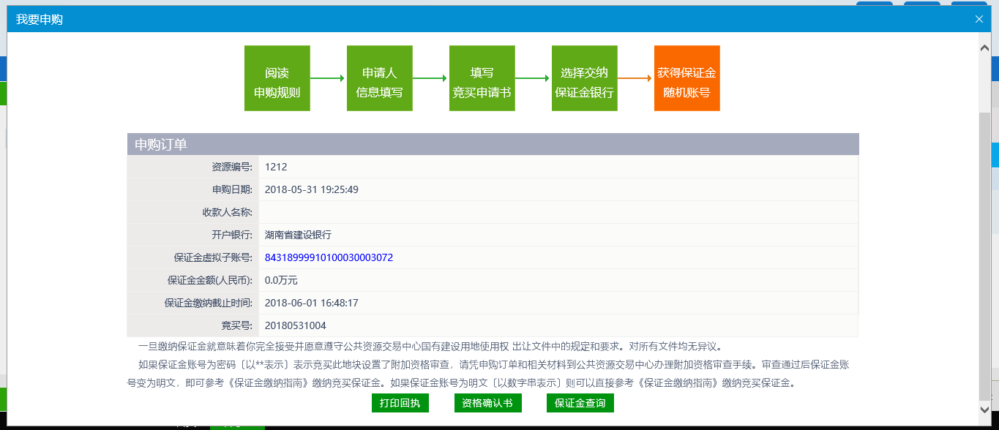 我要申购
阅读
申购规则
申请人
信息填写
填写
竞买申请书
选择交纳
保证金银行
获得保证金
随机账号
申购订单
资源编号: 1212
申购日期: 2018-05-31 19:25:49
收款人名称:
开户银行: 湖南省建设银行
保证金虚拟子账号: 84318999910100030003072
保证金金额(人民币): 0.0万元
保证金缴纳截止时间: 2018-06-01 16:48:17
竞买号: 20180531004
一旦缴纳保证金就意味着你完全接受并愿意遵守公共资源交易中心国有建设用地使用权 出让文件中的规定和要求。对所有文件均无异议。
如果保证金账号为密码〔以**表示〕表示竞买此地块设置了附加资格审查，请凭申购订单和相关材料到公共资源交易中心办理附加资格审查手续。审查通过后保证金账
号变为明文，即可参考《保证金缴纳指南》缴纳竞买保证金。如果保证金账号为明文〔以数字串表示〕则可以直接参考《保证金缴纳指南》缴纳竞买保证金。
打印回执 资格确认书 保证金查询